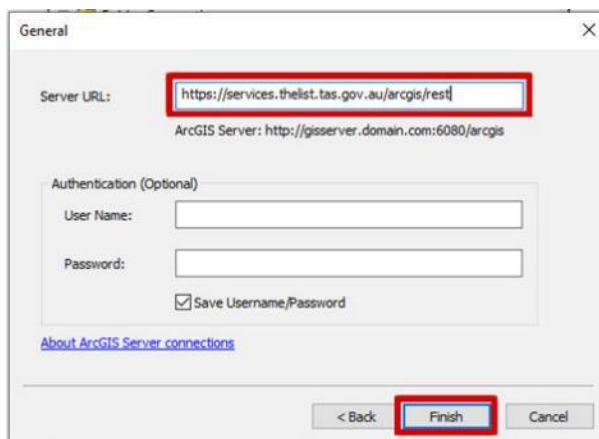 General
Server URL: https://services.thelist.tas.gov.au/arcgis/rest
ArcGIS Server: http://gisserver.domain.com:6080/arcgis
Authentication (Optional)
User Name:
Password:
Save Username/Password
About ArcGIS Server connections
< Back Finish Cancel